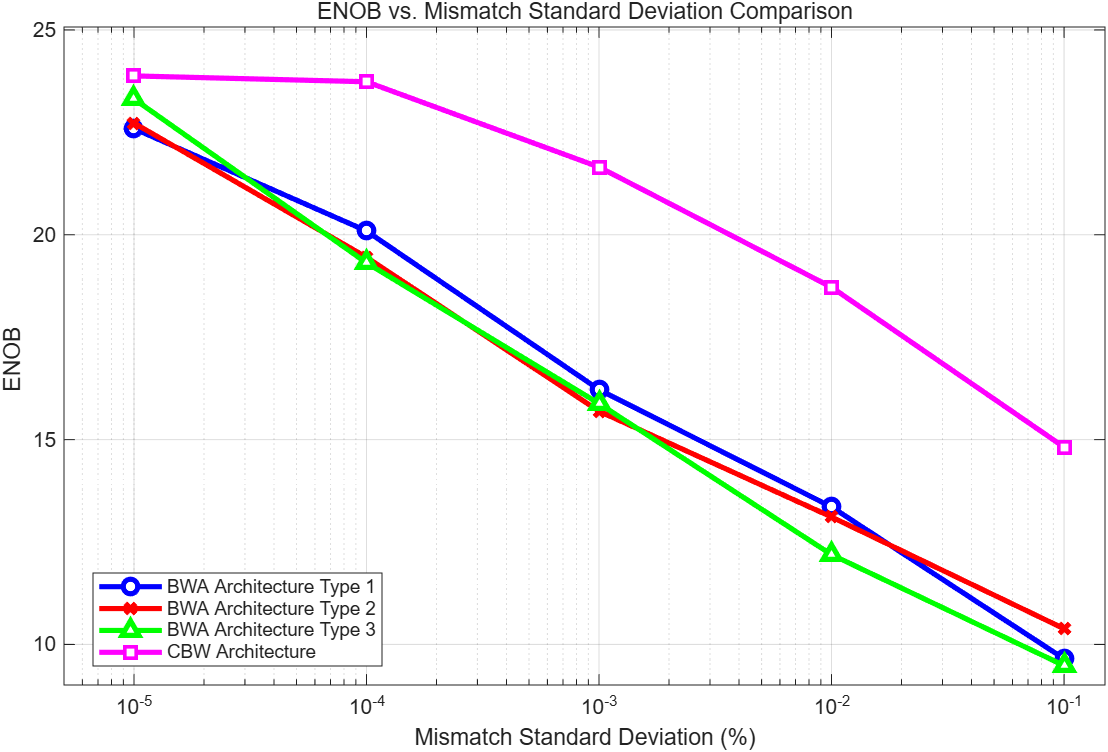 ENOB vs. Mismatch Standard Deviation Comparison
25
20
15
10
ENOB
BWA Architecture Type 1
BWA Architecture Type 2
BWA Architecture Type 3
CBW Architecture
10-5 10-4 10-3 10-2 10-1
Mismatch Standard Deviation (%)